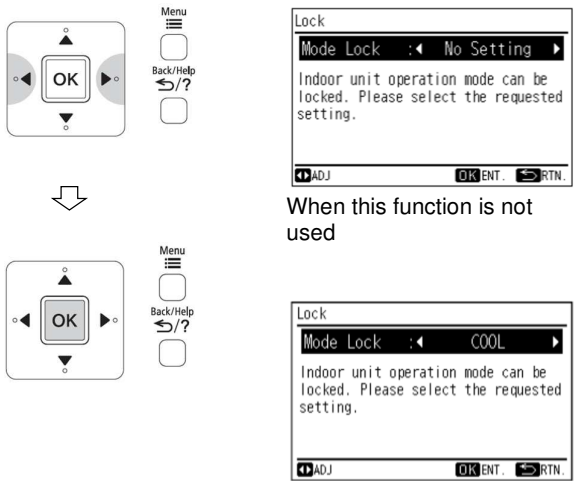 Menu
OK
Back/Help
/?
Lock
Mode Lock : No Setting
Indoor unit operation mode can be
locked. Please select the requested
setting.
ADJ OK ENT. RTN.
When this function is not
used
Menu
OK
Back/Help
/?
Lock
Mode Lock : COOL
Indoor unit operation mode can be
locked. Please select the requested
setting.
ADJ OK ENT. RTN.